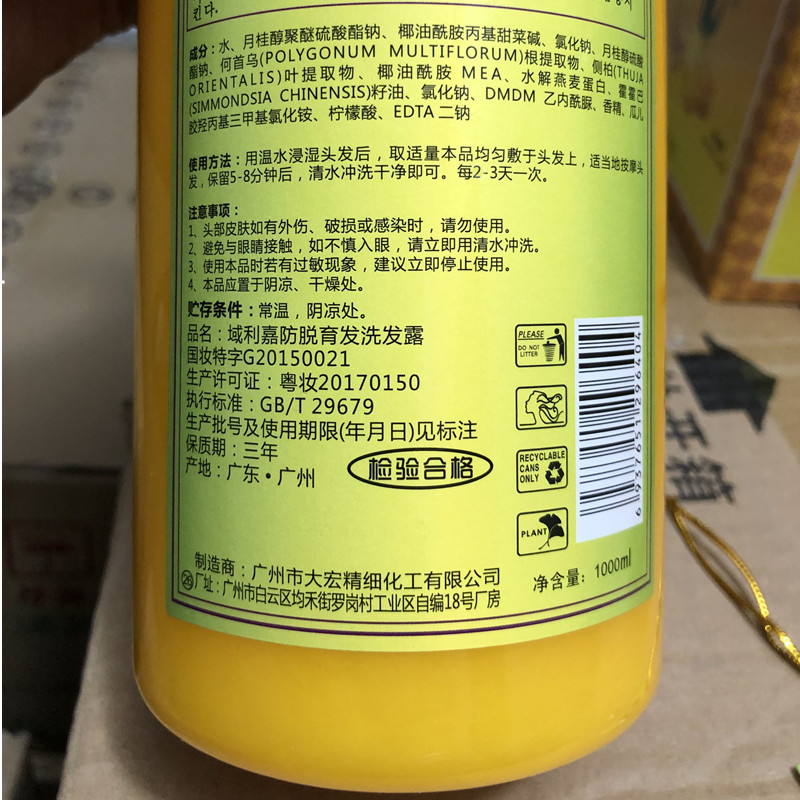 킨다.
成分：水、月桂醇聚醚硫酸酯钠、椰油酰胺丙基甜菜碱、氯化钠、月桂醇硫酸
酯钠、何首乌(POLYGONUM MULTIFLORUM)根提取物、侧柏(THUJA
ORIENTALIS)叶提取物、椰油酰胺 MEA、水解燕麦蛋白、霍霍巴
(SIMMONDSIA CHINENSIS)籽油、氯化钠、DMDM 乙内酰脲、香精、瓜儿
胶羟丙基三甲基氯化铵、柠檬酸、EDTA 二钠
使用方法：用温水浸湿头发后，取适量本品均匀敷于头发上，适当地按摩头
发，保留5-8分钟后，清水冲洗干净即可。每2-3天一次。
注意事项：
1、头部皮肤如有外伤、破损或感染时，请勿使用。
2、避免与眼睛接触，如不慎入眼，请立即用清水冲洗。
3、使用本品时若有过敏现象，建议立即停止使用。
4、本品应置于阴凉、干燥处。
贮存条件：常温，阴凉处。
品名：域利嘉防脱育发洗发露
国妆特字G20150021
生产许可证：粤妆20170150
执行标准：GB/T 29679
生产批号及使用期限(年月日)见标注
保质期：三年
产地：广东·广州
检验合格
PLEASE
DO NOT
LITTER
RECYCLABLE
CANS
ONLY
PLANT
6 937651 296404
制造商：广州市大宏精细化工有限公司
26 厂址：广州市白云区均禾街罗岗村工业区自编18号厂房
净含量：1000ml
开箱